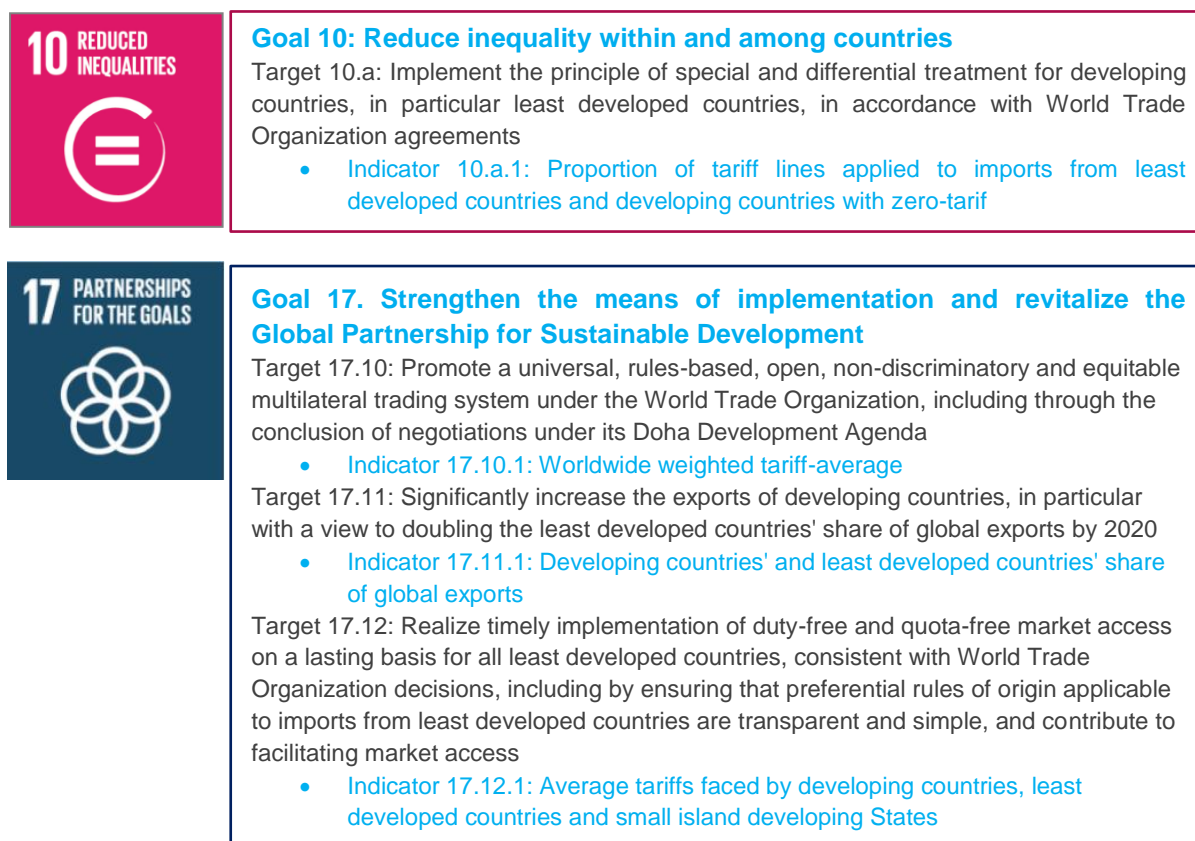 10 REDUCED
INEQUALITIES
Goal 10: Reduce inequality within and among countries
Target 10.a: Implement the principle of special and differential treatment for developing
countries, in particular least developed countries, in accordance with World Trade
Organization agreements
• Indicator 10.a.1: Proportion of tariff lines applied to imports from least
developed countries and developing countries with zero-tarif
17 PARTNERSHIPS
FOR THE GOALS
Goal 17. Strengthen the means of implementation and revitalize the
Global Partnership for Sustainable Development
Target 17.10: Promote a universal, rules-based, open, non-discriminatory and equitable
multilateral trading system under the World Trade Organization, including through the
conclusion of negotiations under its Doha Development Agenda
• Indicator 17.10.1: Worldwide weighted tariff-average
Target 17.11: Significantly increase the exports of developing countries, in particular
with a view to doubling the least developed countries' share of global exports by 2020
• Indicator 17.11.1: Developing countries' and least developed countries' share
of global exports
Target 17.12: Realize timely implementation of duty-free and quota-free market access
on a lasting basis for all least developed countries, consistent with World Trade
Organization decisions, including by ensuring that preferential rules of origin applicable
to imports from least developed countries are transparent and simple, and contribute to
facilitating market access
• Indicator 17.12.1: Average tariffs faced by developing countries, least
developed countries and small island developing States